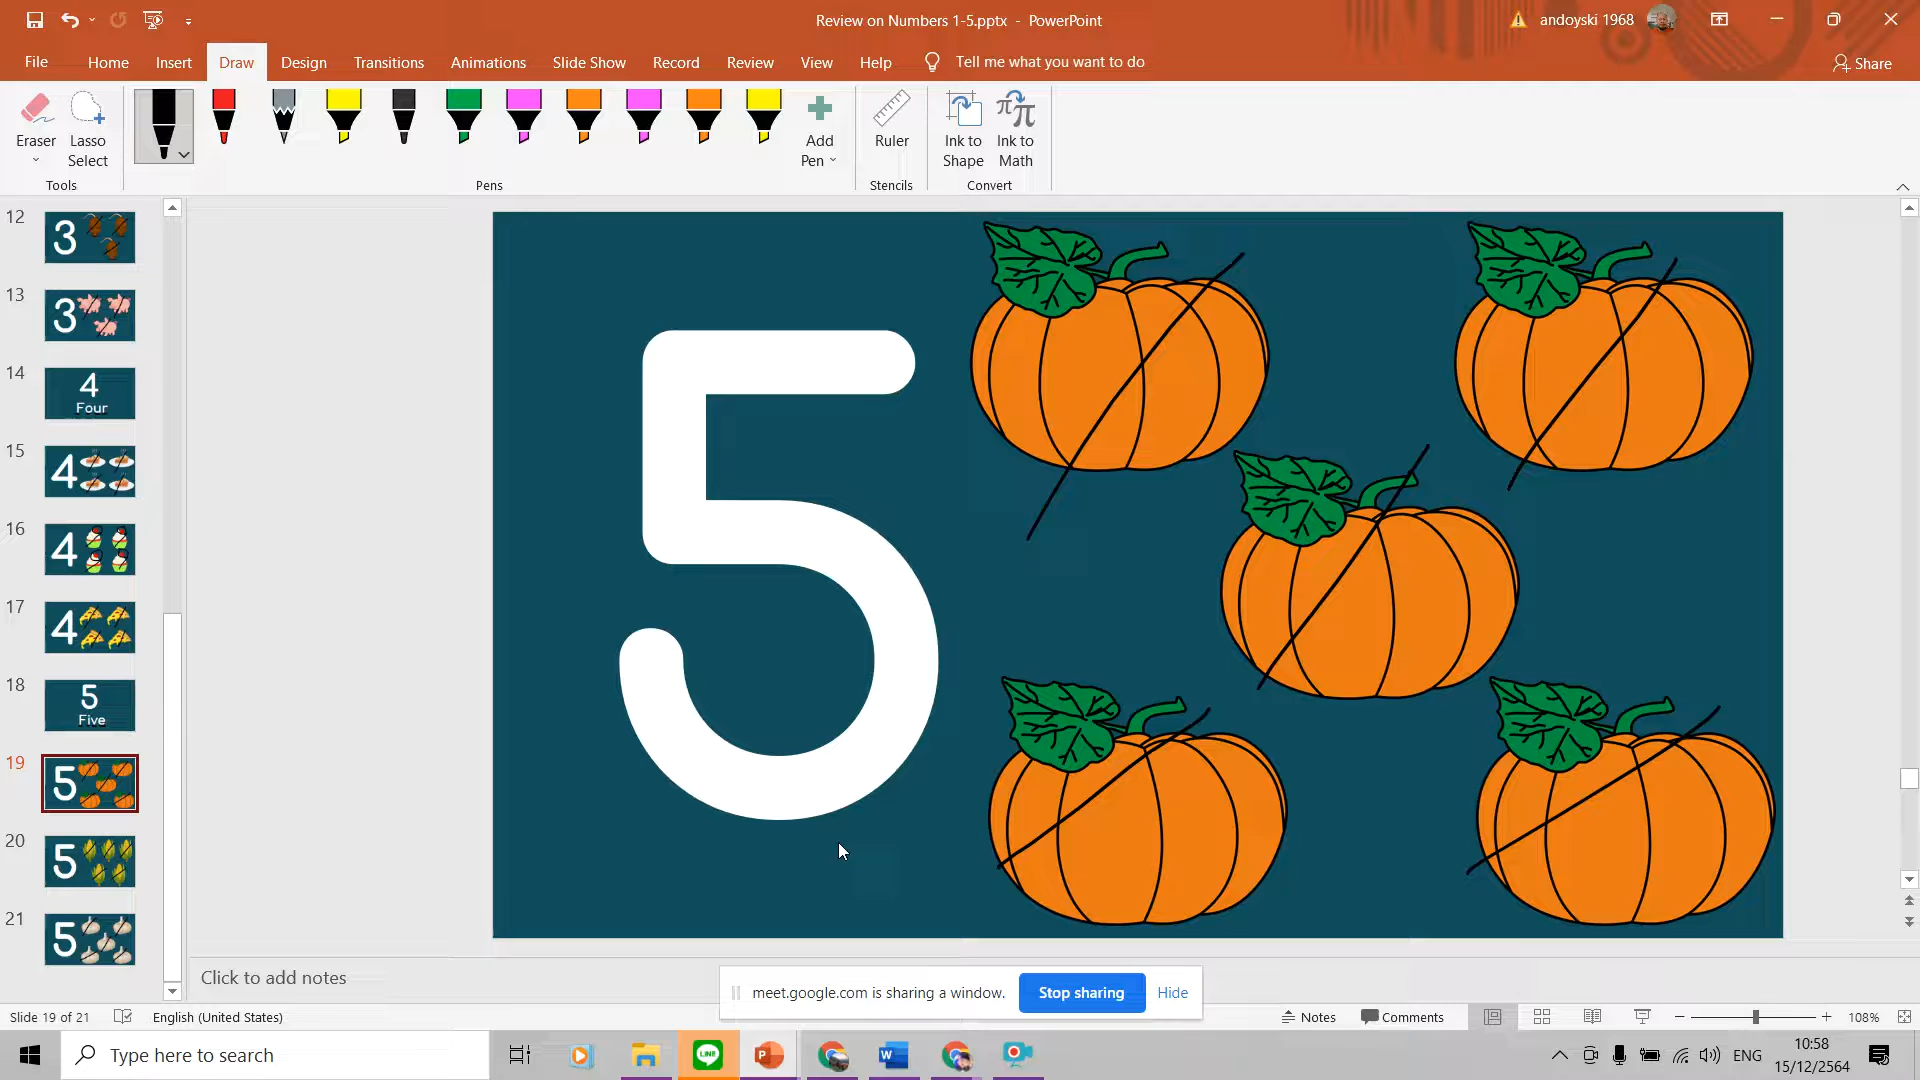 Review on Numbers 1-5.pptx - PowerPoint
andoyski 1968
File Home Insert Draw Design Transitions Animations Slide Show Record Review View Help Tell me what you want to do
Share
Eraser
Lasso Select
Add Pen
Ruler
Ink to Shape
Ink to Math
Tools
Pens
Stencils
Convert
12
3
13
3
14
4
Four
15
4
16
4
17
4
18
5
Five
19
5
20
5
21
5
5
Click to add notes
meet.google.com is sharing a window. Stop sharing Hide
Slide 19 of 21 English (United States) Notes Comments 108%
Type here to search
LINE
P
W
ENG
10:58
15/12/2564